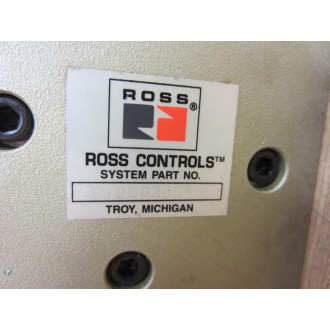 ROSS®
ROSS CONTROLS™
SYSTEM PART NO.
TROY, MICHIGAN